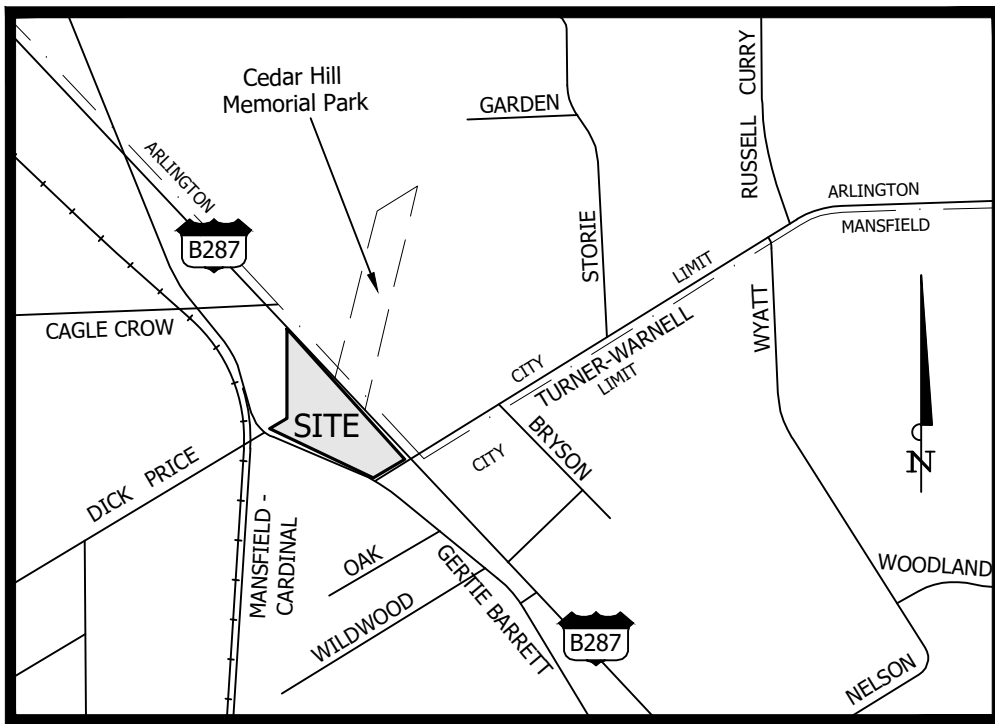 Cedar Hill
Memorial Park
GARDEN
RUSSELL CURRY
ARLINGTON
ARLINGTON
MANSFIELD
B287
STORIE
LIMIT
WYATT
CAGLE CROW
CITY
TURNER-WARNELL
LIMIT
SITE
BRYSON
CITY
N
DICK PRICE
MANSFIELD -
CARDINAL
OAK
GERTIE BARRETT
WOODLAND
WILDWOOD
B287
NELSON